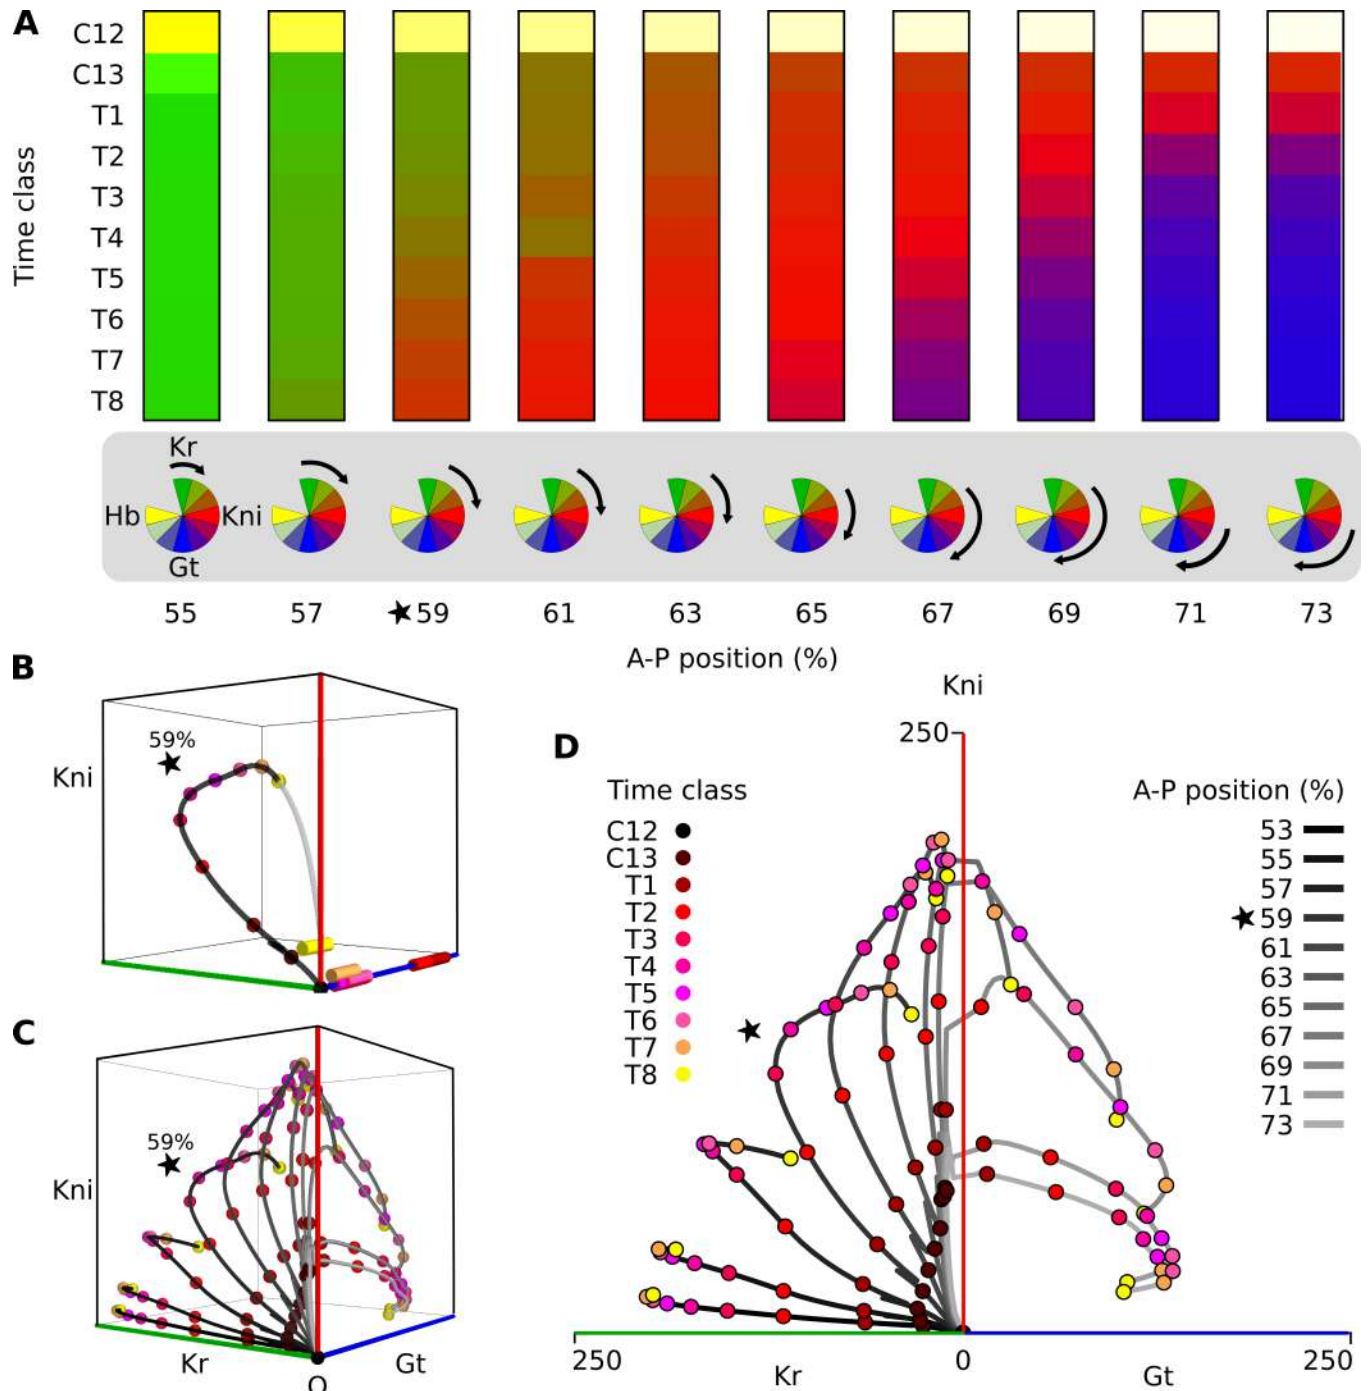 A
C12
C13
T1
T2
T3
T4
T5
T6
T7
T8
Time class
Kr
Hb
Kni
Gt
55 57 59 61 63 65 67 69 71 73
A-P position (%)
B
59%
Kni
C
59%
Kni
Kr
Gt
O
D
Kni
250
Time class
C12
C13
T1
T2
T3
T4
T5
T6
T7
T8
A-P position (%)
53
55
57
59
61
63
65
67
69
71
73
250 0 250
Kr Gt